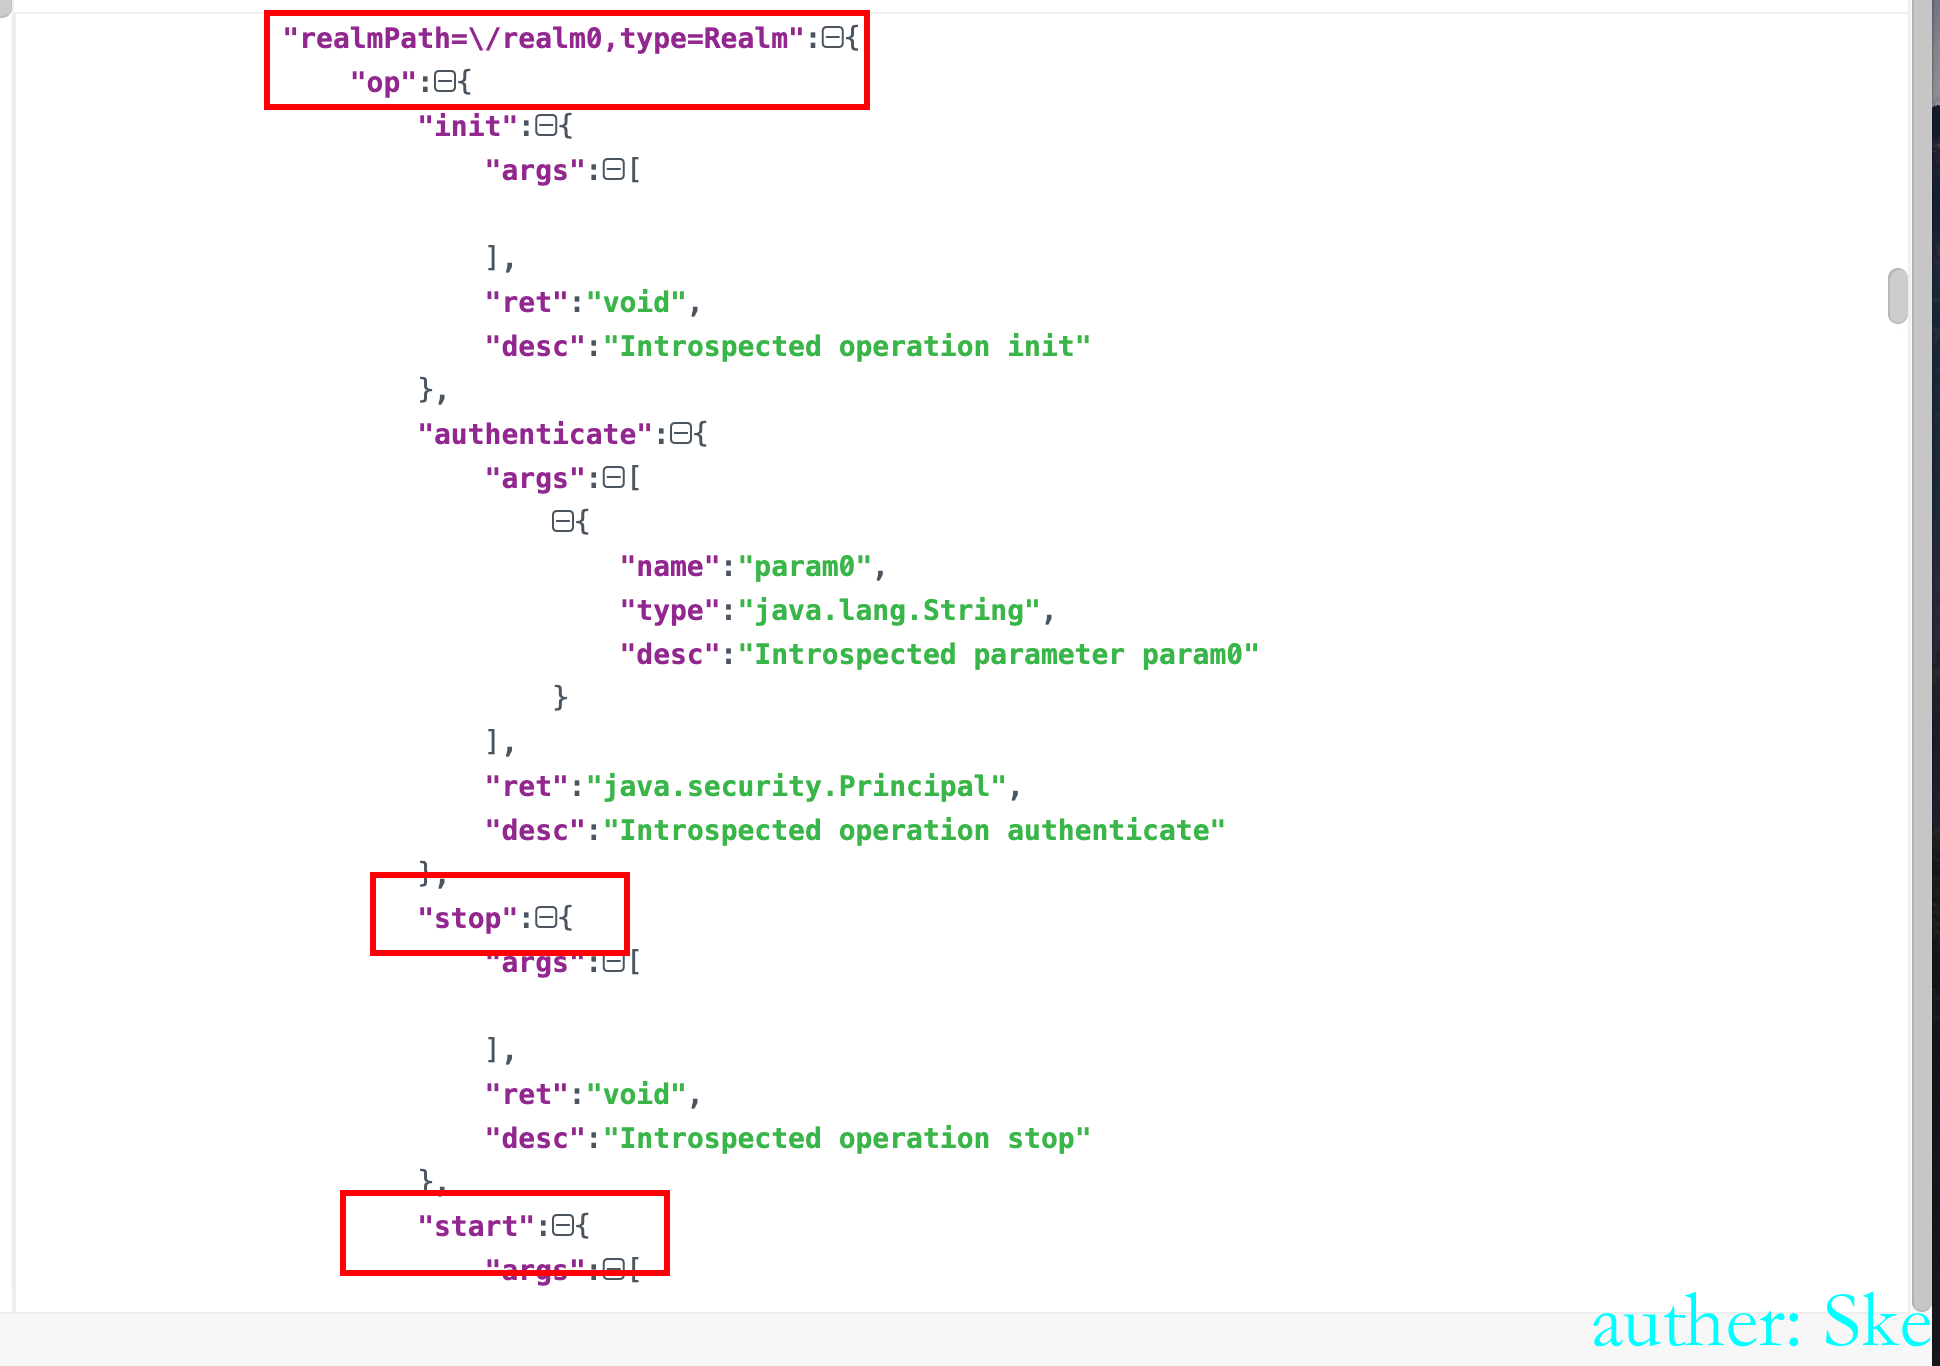 "realmPath=\/realm0,type=Realm":{
"op":{
"init":{
"args":[
],
"ret":"void",
"desc":"Introspected operation init"
},
"authenticate":{
"args":[
{
"name":"param0",
"type":"java.lang.String",
"desc":"Introspected parameter param0"
}
],
"ret":"java.security.Principal",
"desc":"Introspected operation authenticate"
},
"stop":{
"args":[
],
"ret":"void",
"desc":"Introspected operation stop"
},
"start":{
"args":[
auther: Ske